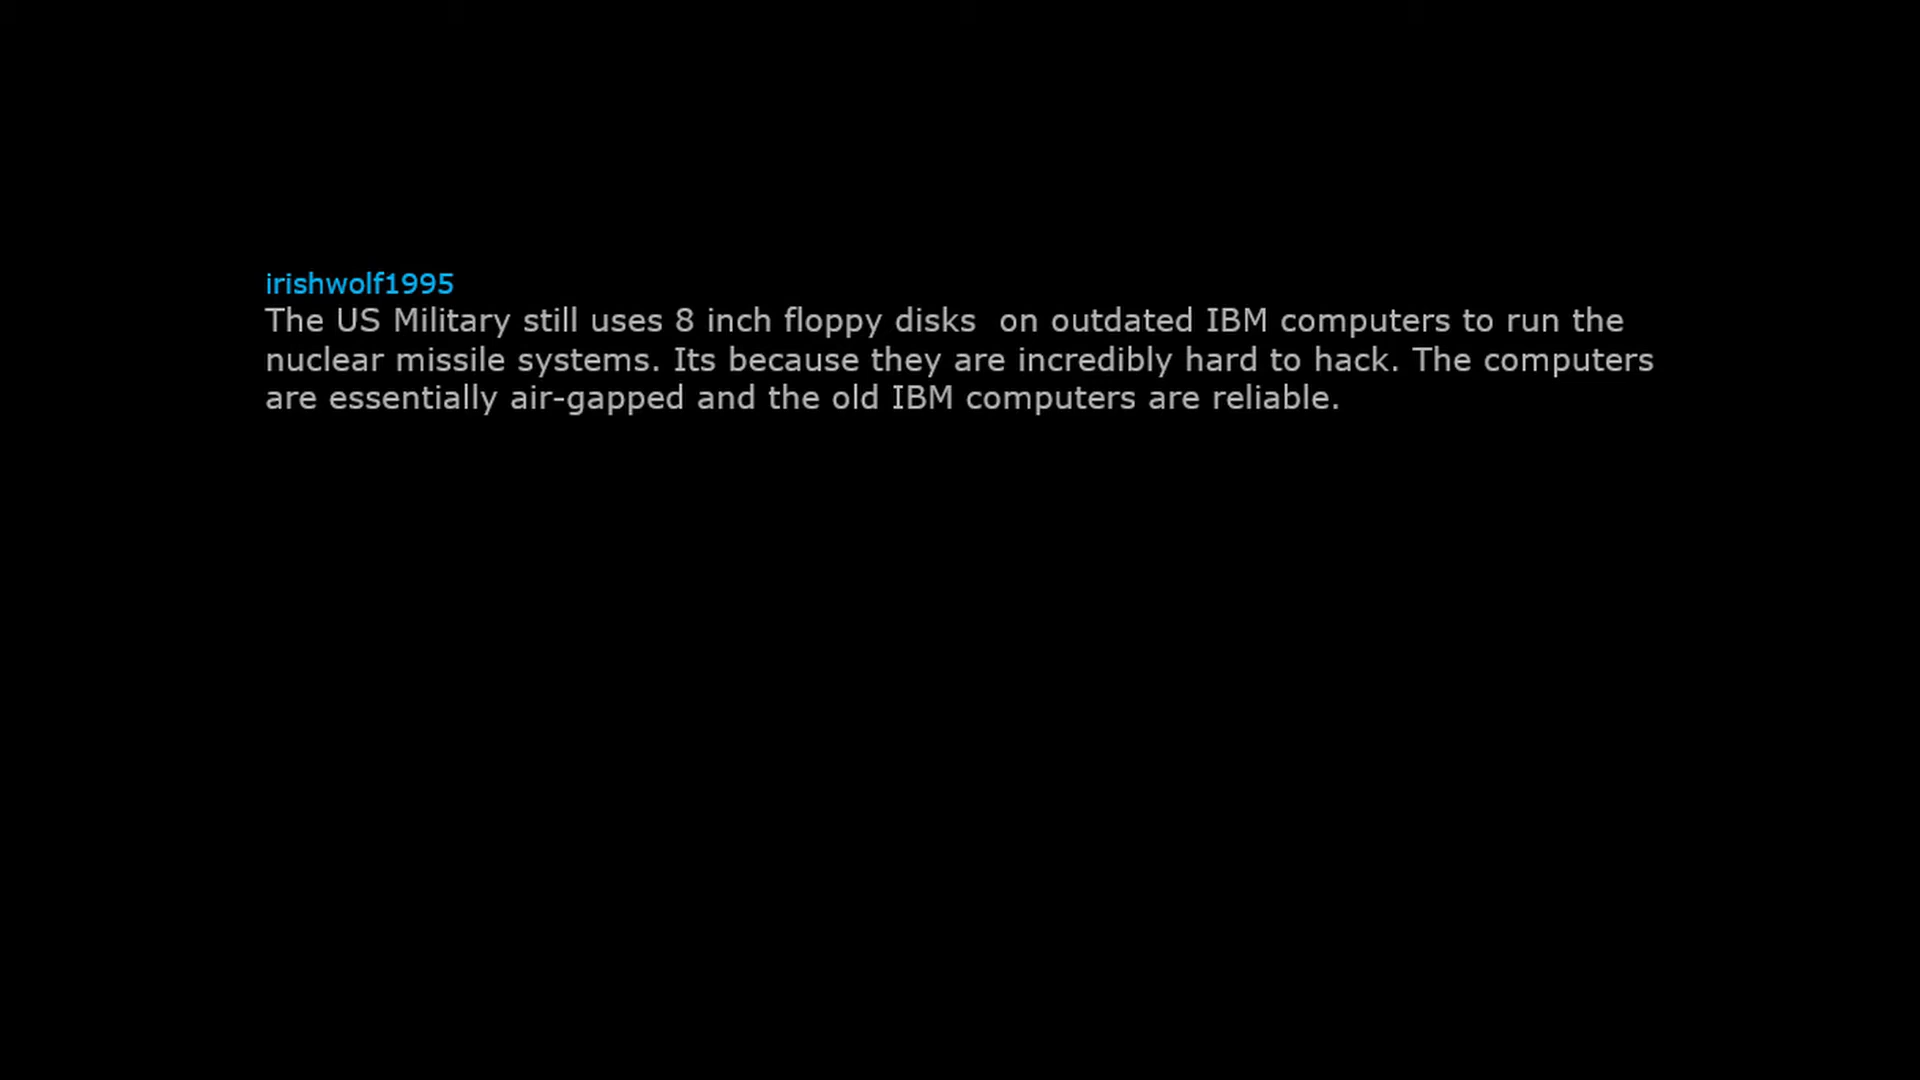 irishwolf1995
The US Military still uses 8 inch floppy disks  on outdated IBM computers to run the
nuclear missile systems. Its because they are incredibly hard to hack. The computers
are essentially air-gapped and the old IBM computers are reliable.